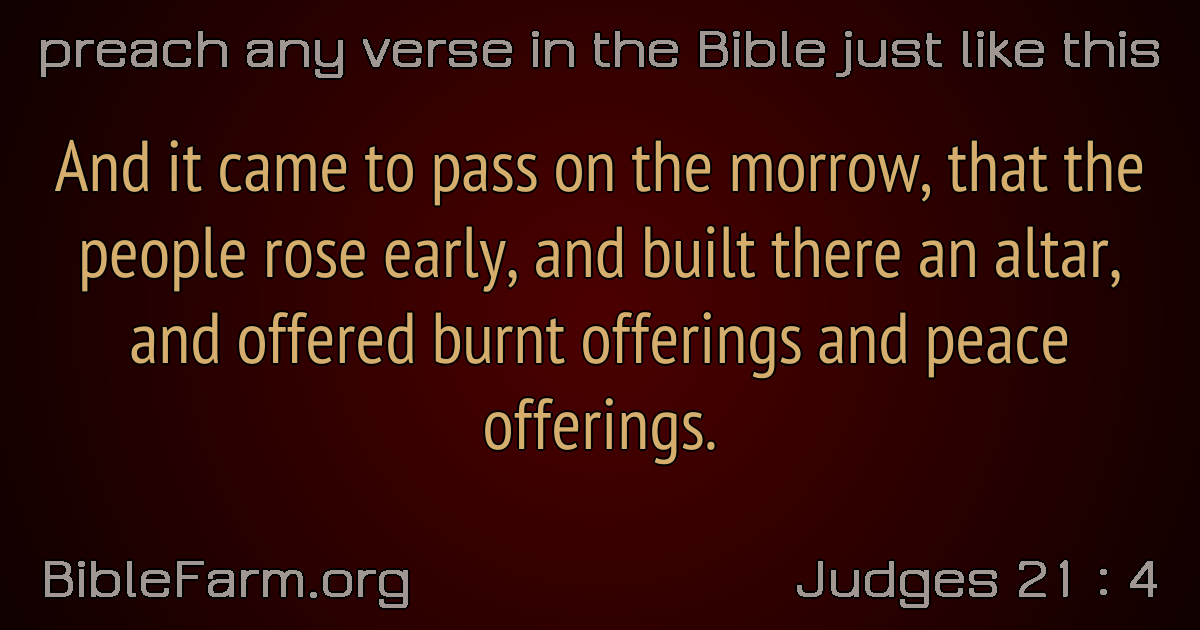 preach any verse in the Bible just like this
And it came to pass on the morrow, that the
people rose early, and built there an altar,
and offered burnt offerings and peace
offerings.
BibleFarm.org
Judges 21 : 4